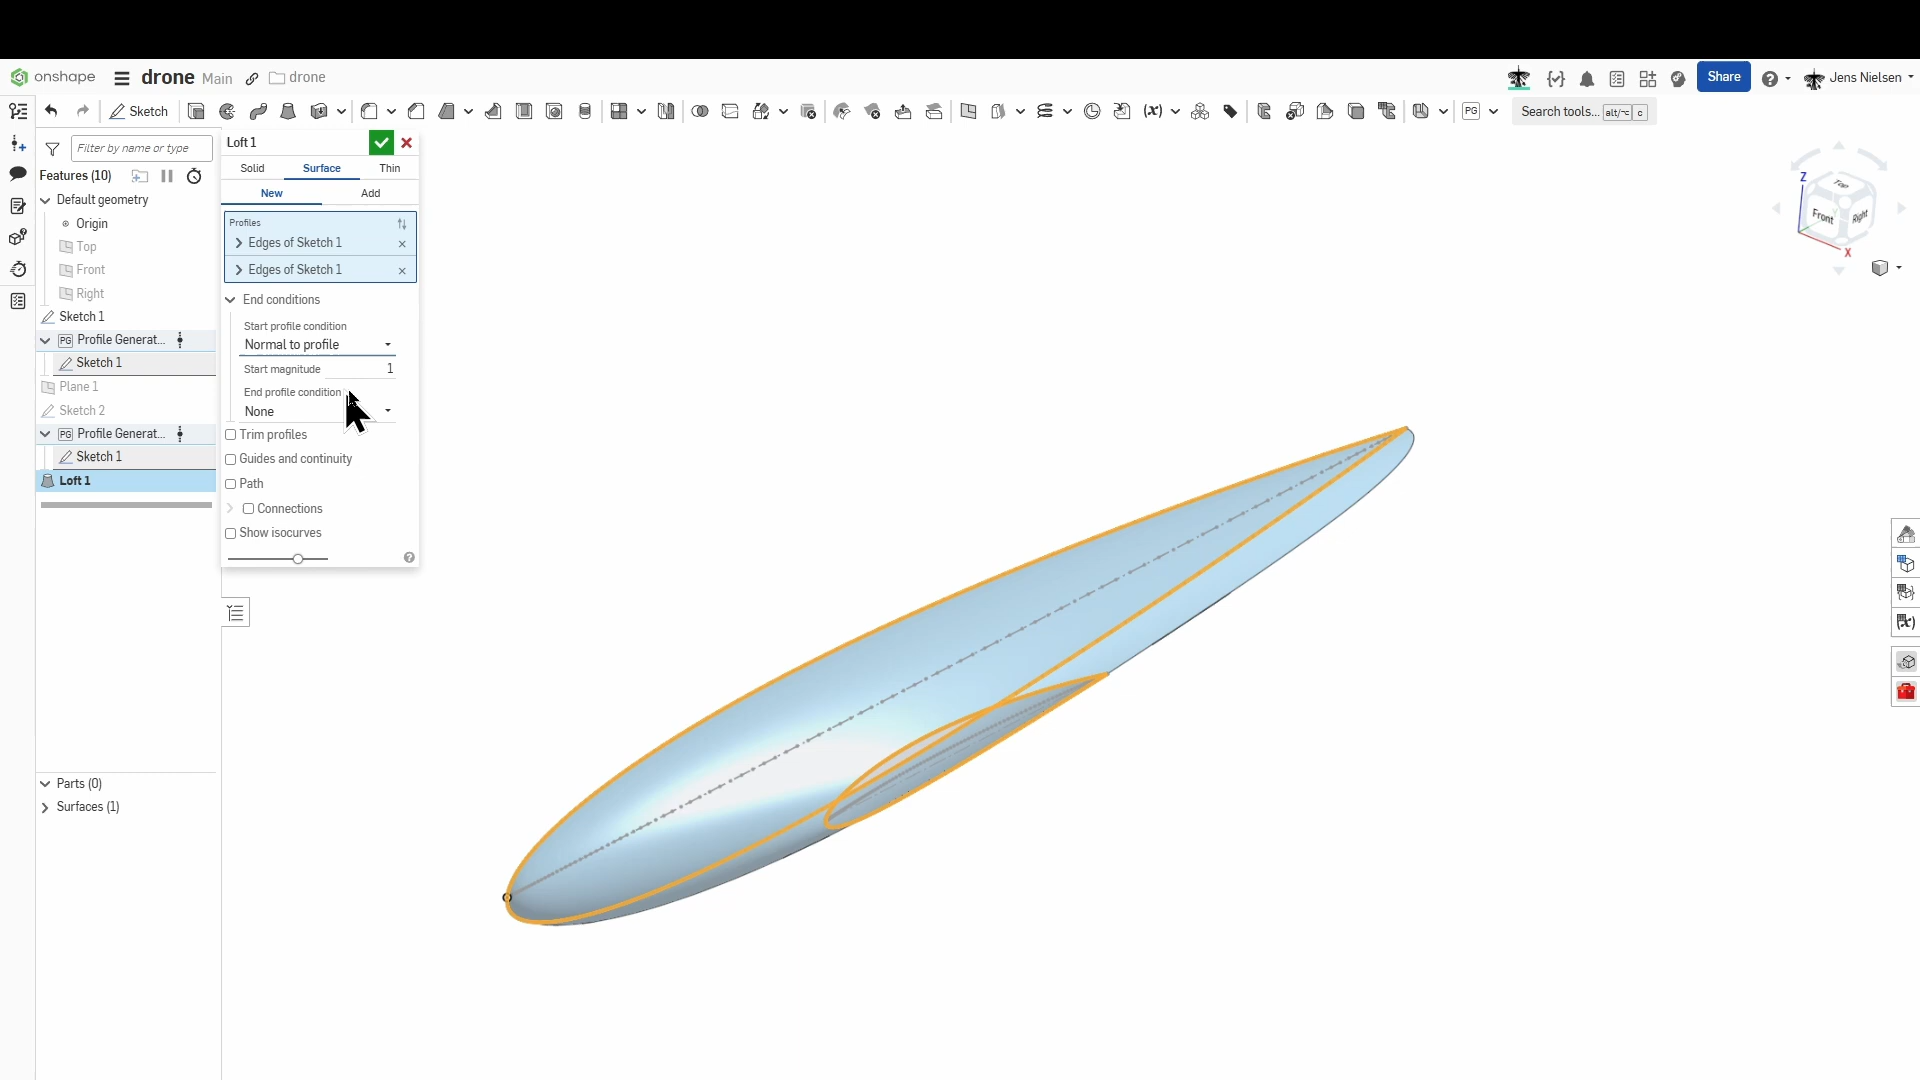 onshape drone Main drone Share Jens Nielsen
Sketch (x) PG Search tools... alt/⌥ c
Filter by name or type
Features (10)
Default geometry
Origin
Top
Front
Right
Sketch 1
PG Profile Generat...
Sketch 1
Plane 1
Sketch 2
PG Profile Generat...
Sketch 1
Loft 1
Parts (0)
Surfaces (1)
Loft 1
Solid Surface Thin
New Add
Profiles
Edges of Sketch 1
Edges of Sketch 1
End conditions
Start profile condition
Normal to profile
Start magnitude 1
End profile condition
None
Trim profiles
Guides and continuity
Path
Connections
Show isocurves
Z
Top
Front Right
X
(x)